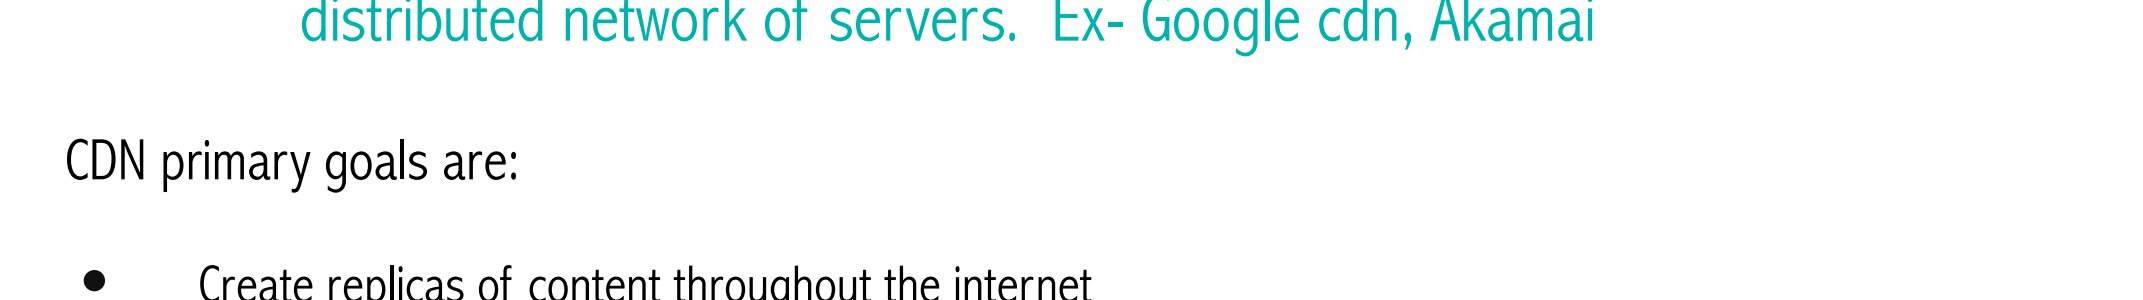 distributed network of servers. Ex- Google cdn, Akamai
CDN primary goals are:
• Create replicas of content throughout the internet